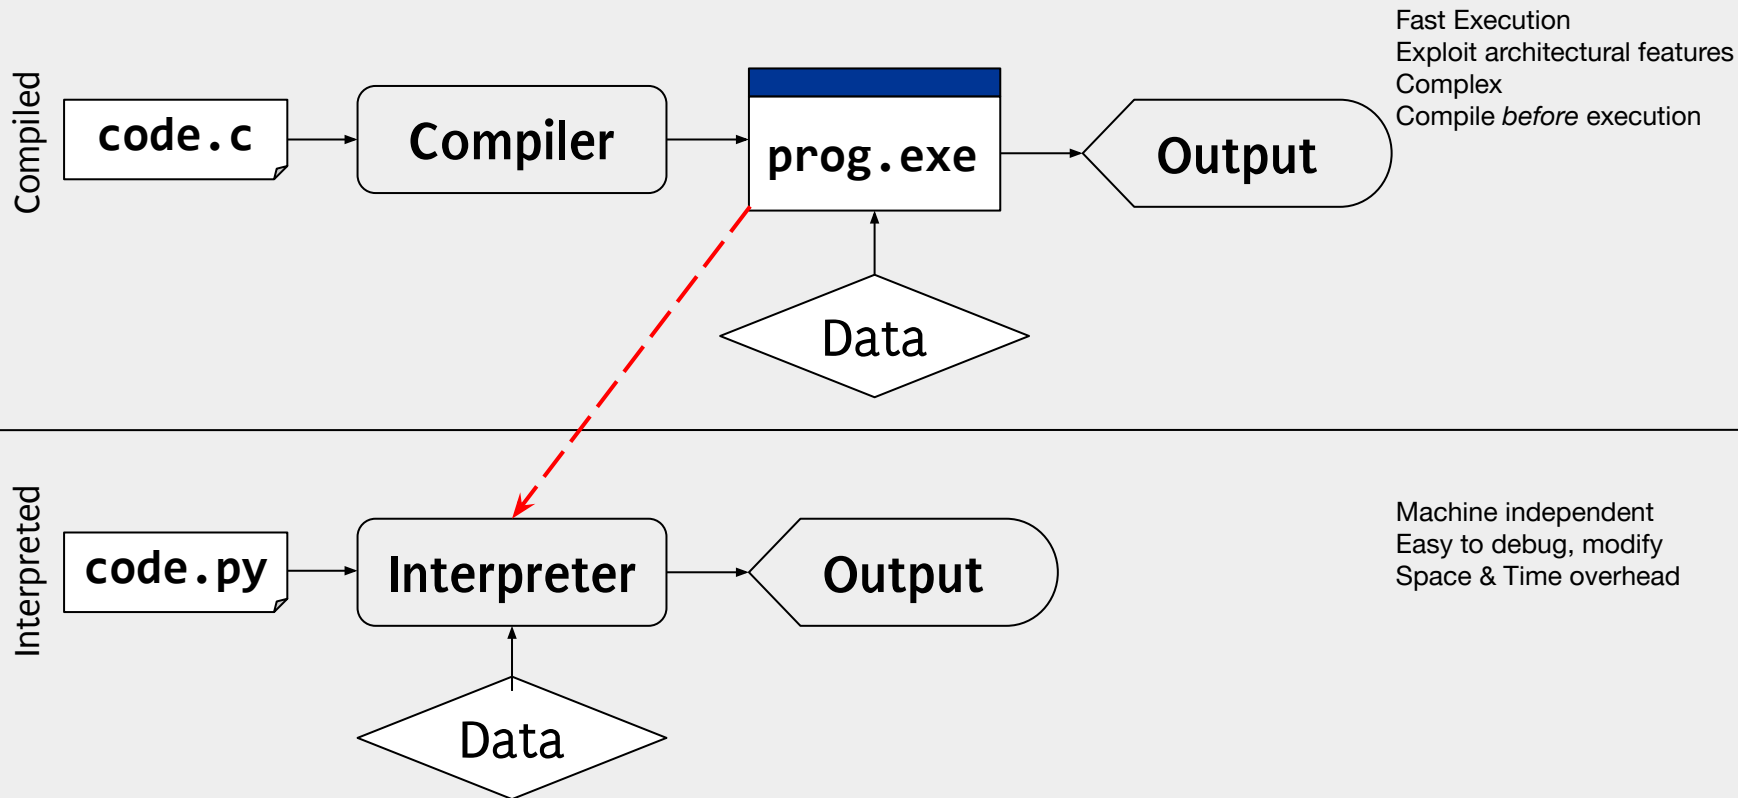 Compiled
code.c
Compiler
prog.exe
Output
Data
Fast Execution
Exploit architectural features
Complex
Compile before execution
Interpreted
code.py
Interpreter
Output
Data
Machine independent
Easy to debug, modify
Space & Time overhead